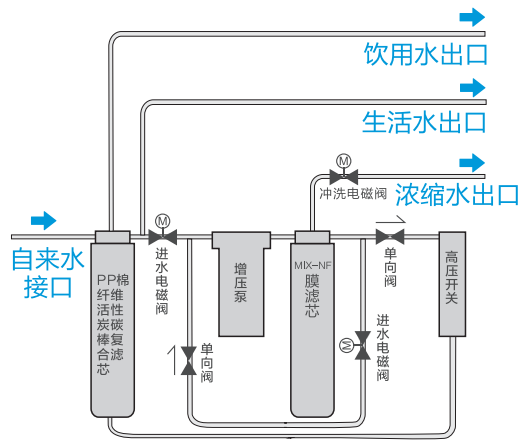 饮用水出口
生活水出口
M
冲洗电磁阀
浓缩水出口
自来水
接口
M
进水电磁阀
增压泵
MIX-NF
膜滤芯
单向阀
高压开关
PP棉
纤维
活性
炭碳
棒复
合滤
芯
单向阀
M
进水电磁阀